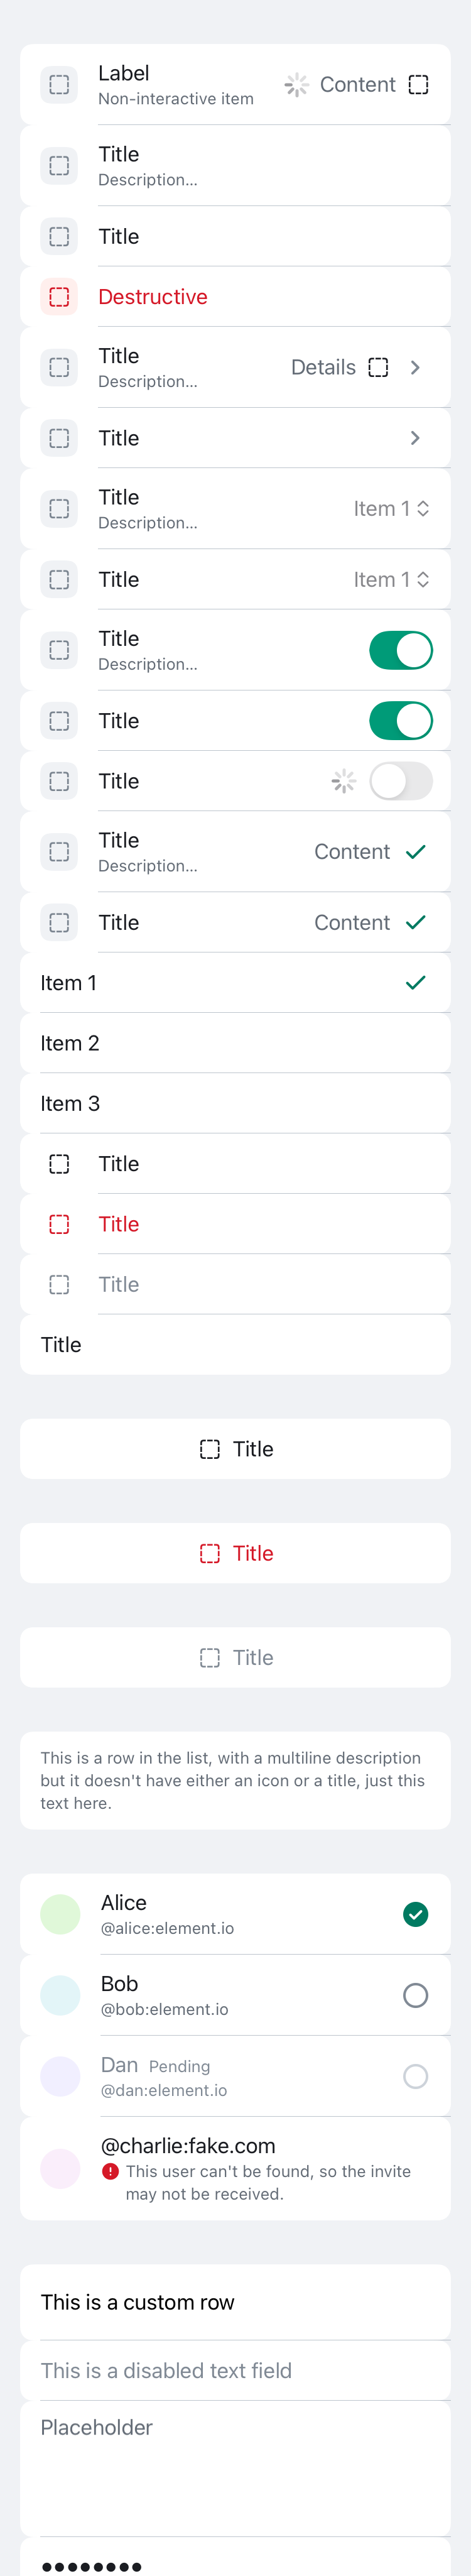 Label
Non-interactive item
Content
Title
Description...
Title
Destructive
Title
Description...
Details
Title
Title
Description...
Item 1
Title
Item 1
Title
Description...
Title
Title
Title
Description...
Content
Title
Content
Item 1
Item 2
Item 3
Title
Title
Title
Title
Title
Title
Title
This is a row in the list, with a multiline description
but it doesn't have either an icon or a title, just this
text here.
Alice
@alice:element.io
Bob
@bob:element.io
Dan Pending
@dan:element.io
@charlie:fake.com
This user can't be found, so the invite
may not be received.
This is a custom row
This is a disabled text field
Placeholder
••••••••